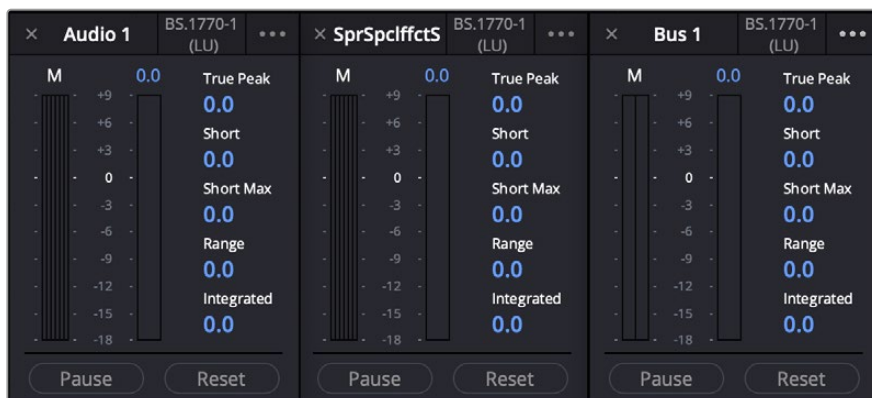 × Audio 1 BS.1770-1 (LU) •••
M 0.0
+9
+6
+3
0
-3
-6
-9
-12
-15
-18
True Peak
0.0
Short
0.0
Short Max
0.0
Range
0.0
Integrated
0.0
Pause Reset
× SprSpclffctS BS.1770-1 (LU) •••
M 0.0
+9
+6
+3
0
-3
-6
-9
-12
-15
-18
True Peak
0.0
Short
0.0
Short Max
0.0
Range
0.0
Integrated
0.0
Pause Reset
× Bus 1 BS.1770-1 (LU) •••
M 0.0
+9
+6
+3
0
-3
-6
-9
-12
-15
-18
True Peak
0.0
Short
0.0
Short Max
0.0
Range
0.0
Integrated
0.0
Pause Reset